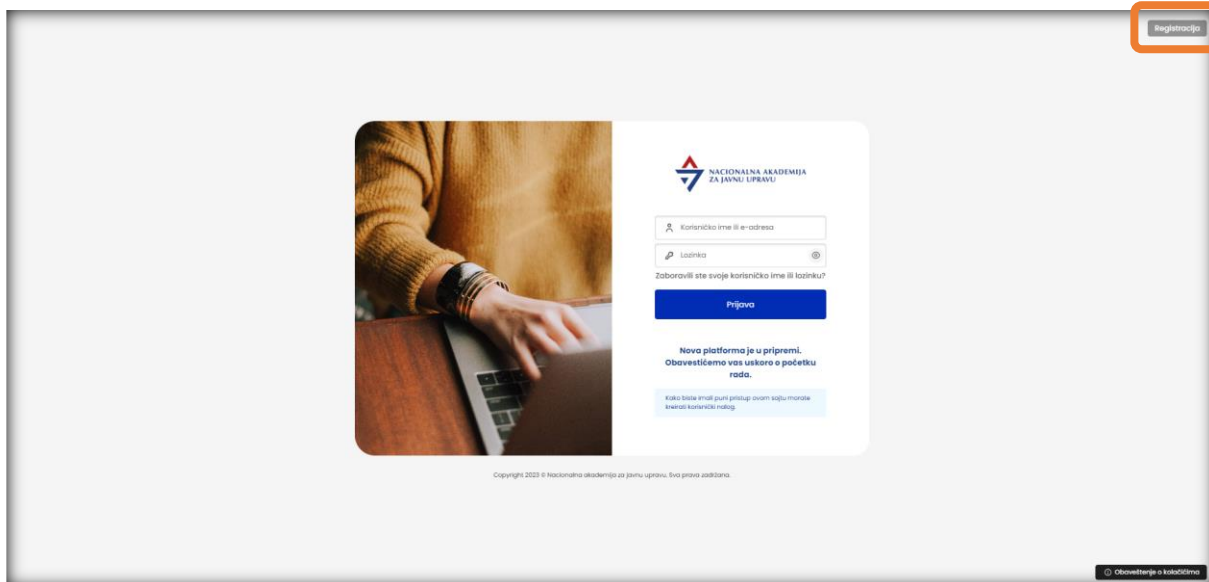 Registracija
NACIONALNA AKADEMIJA
ZA JAVNU UPRAVU
Korisničko ime ili e-adresa
Lozinka
Zaboravili ste svoje korisničko ime ili lozinku?
Prijava
Nova platforma je u pripremi.
Obavestićemo vas uskoro o početku
rada.
Kako biste imali puni pristup ovom sajtu morate
kreirati korisnički nalog.
Copyright 2023 © Nacionalna akademija za javnu upravu. Sva prava zadržana.
Obaveštenje o kolačićima